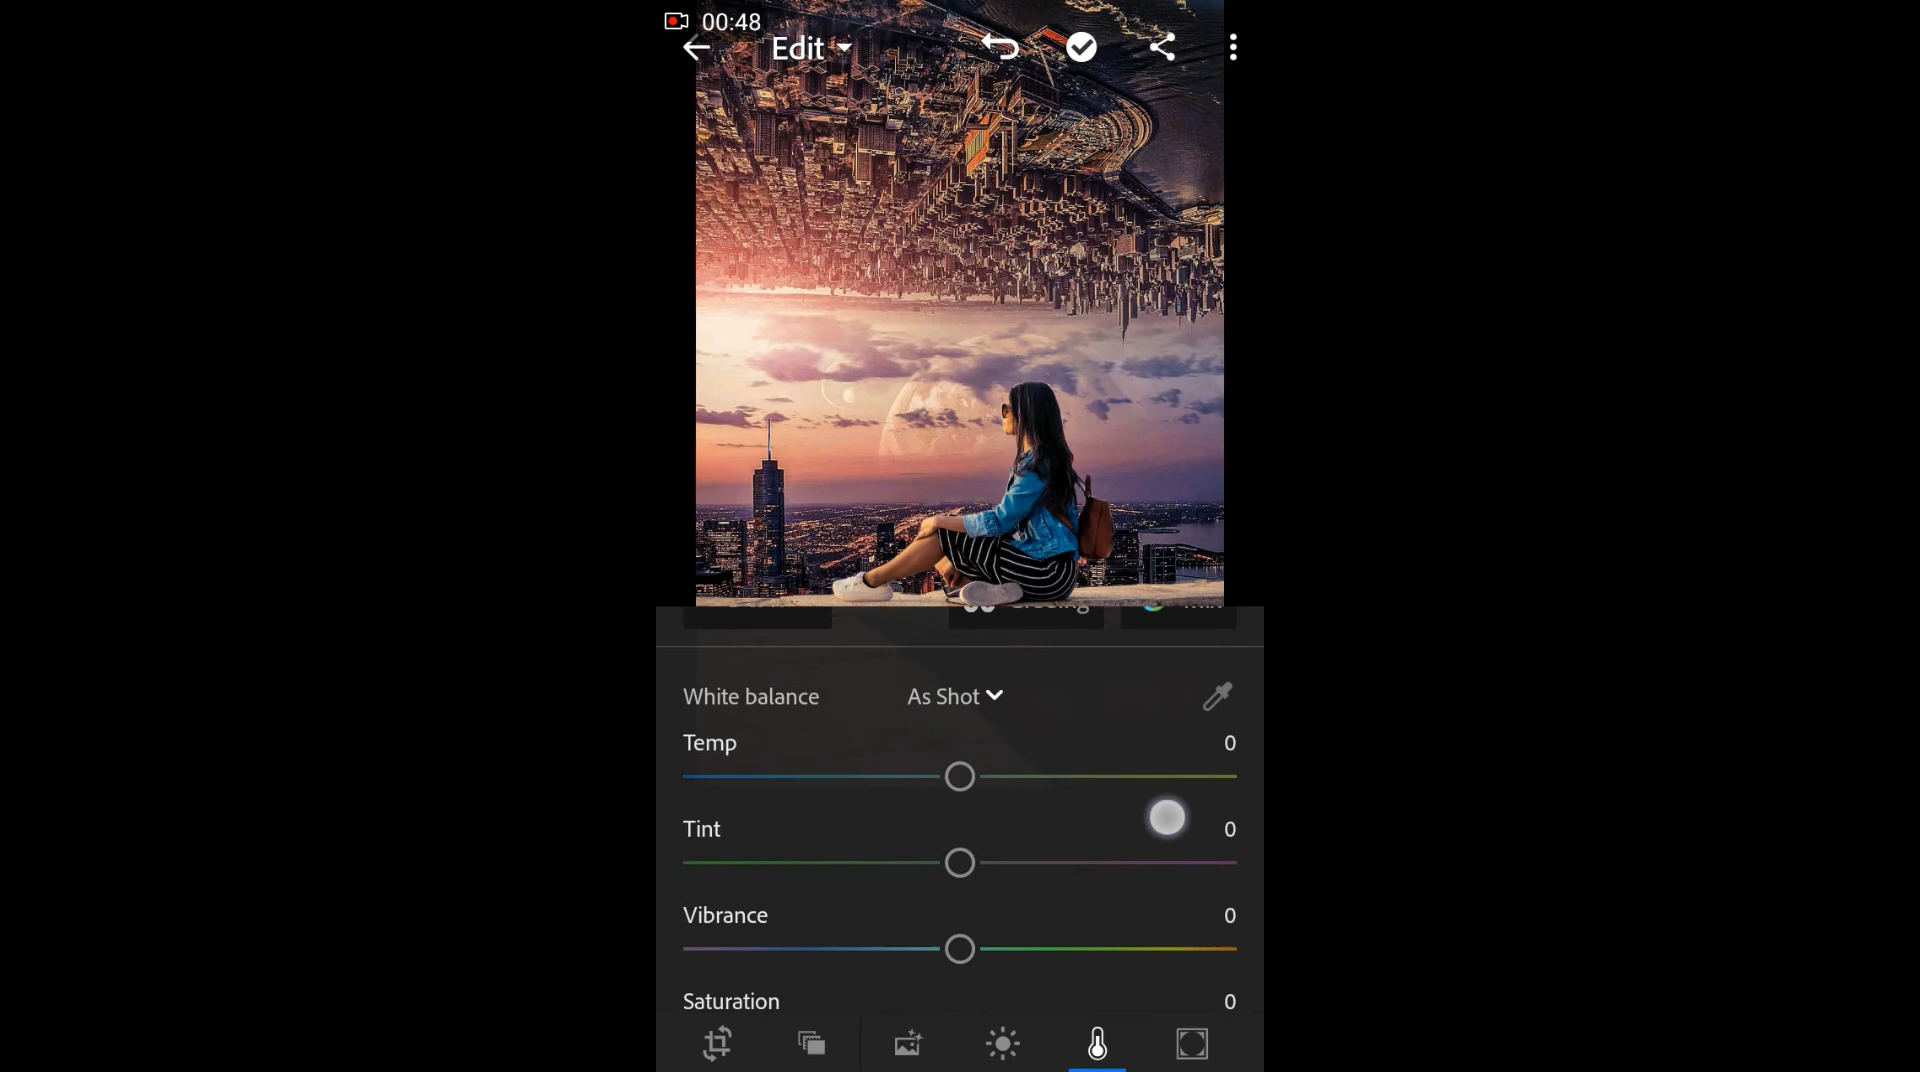 00:48
Edit
White balance As Shot
Temp 0
Tint 0
Vibrance 0
Saturation 0